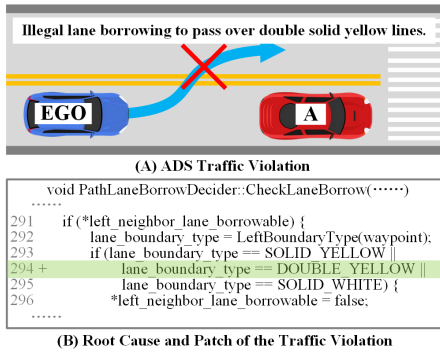 Illegal lane borrowing to pass over double solid yellow lines.
EGO
A
(A) ADS Traffic Violation
void PathLaneBorrowDecider::CheckLaneBorrow(······)
······
291 if (*left_neighbor_lane_borrowable) {
292 lane_boundary_type = LeftBoundaryType(waypoint);
293 if (lane_boundary_type == SOLID_YELLOW ||
294 + lane_boundary_type == DOUBLE_YELLOW ||
295 lane_boundary_type == SOLID_WHITE) {
296 *left_neighbor_lane_borrowable = false;
······
(B) Root Cause and Patch of the Traffic Violation